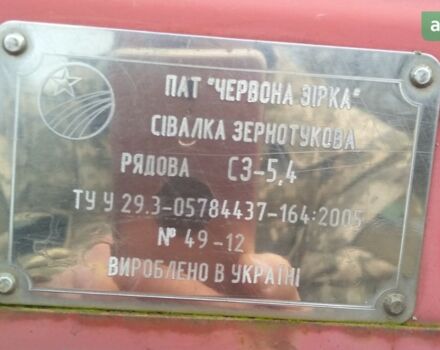 ПАТ "ЧЕРВОНА ЗІРКА"
СІВАЛКА ЗЕРНОТУКОВА
РЯДОВА СЗ-5,4
ТУ У 29.3-05784437-164:2005
№ 49-12
ВИРОБЛЕНО В УКРАЇНІ